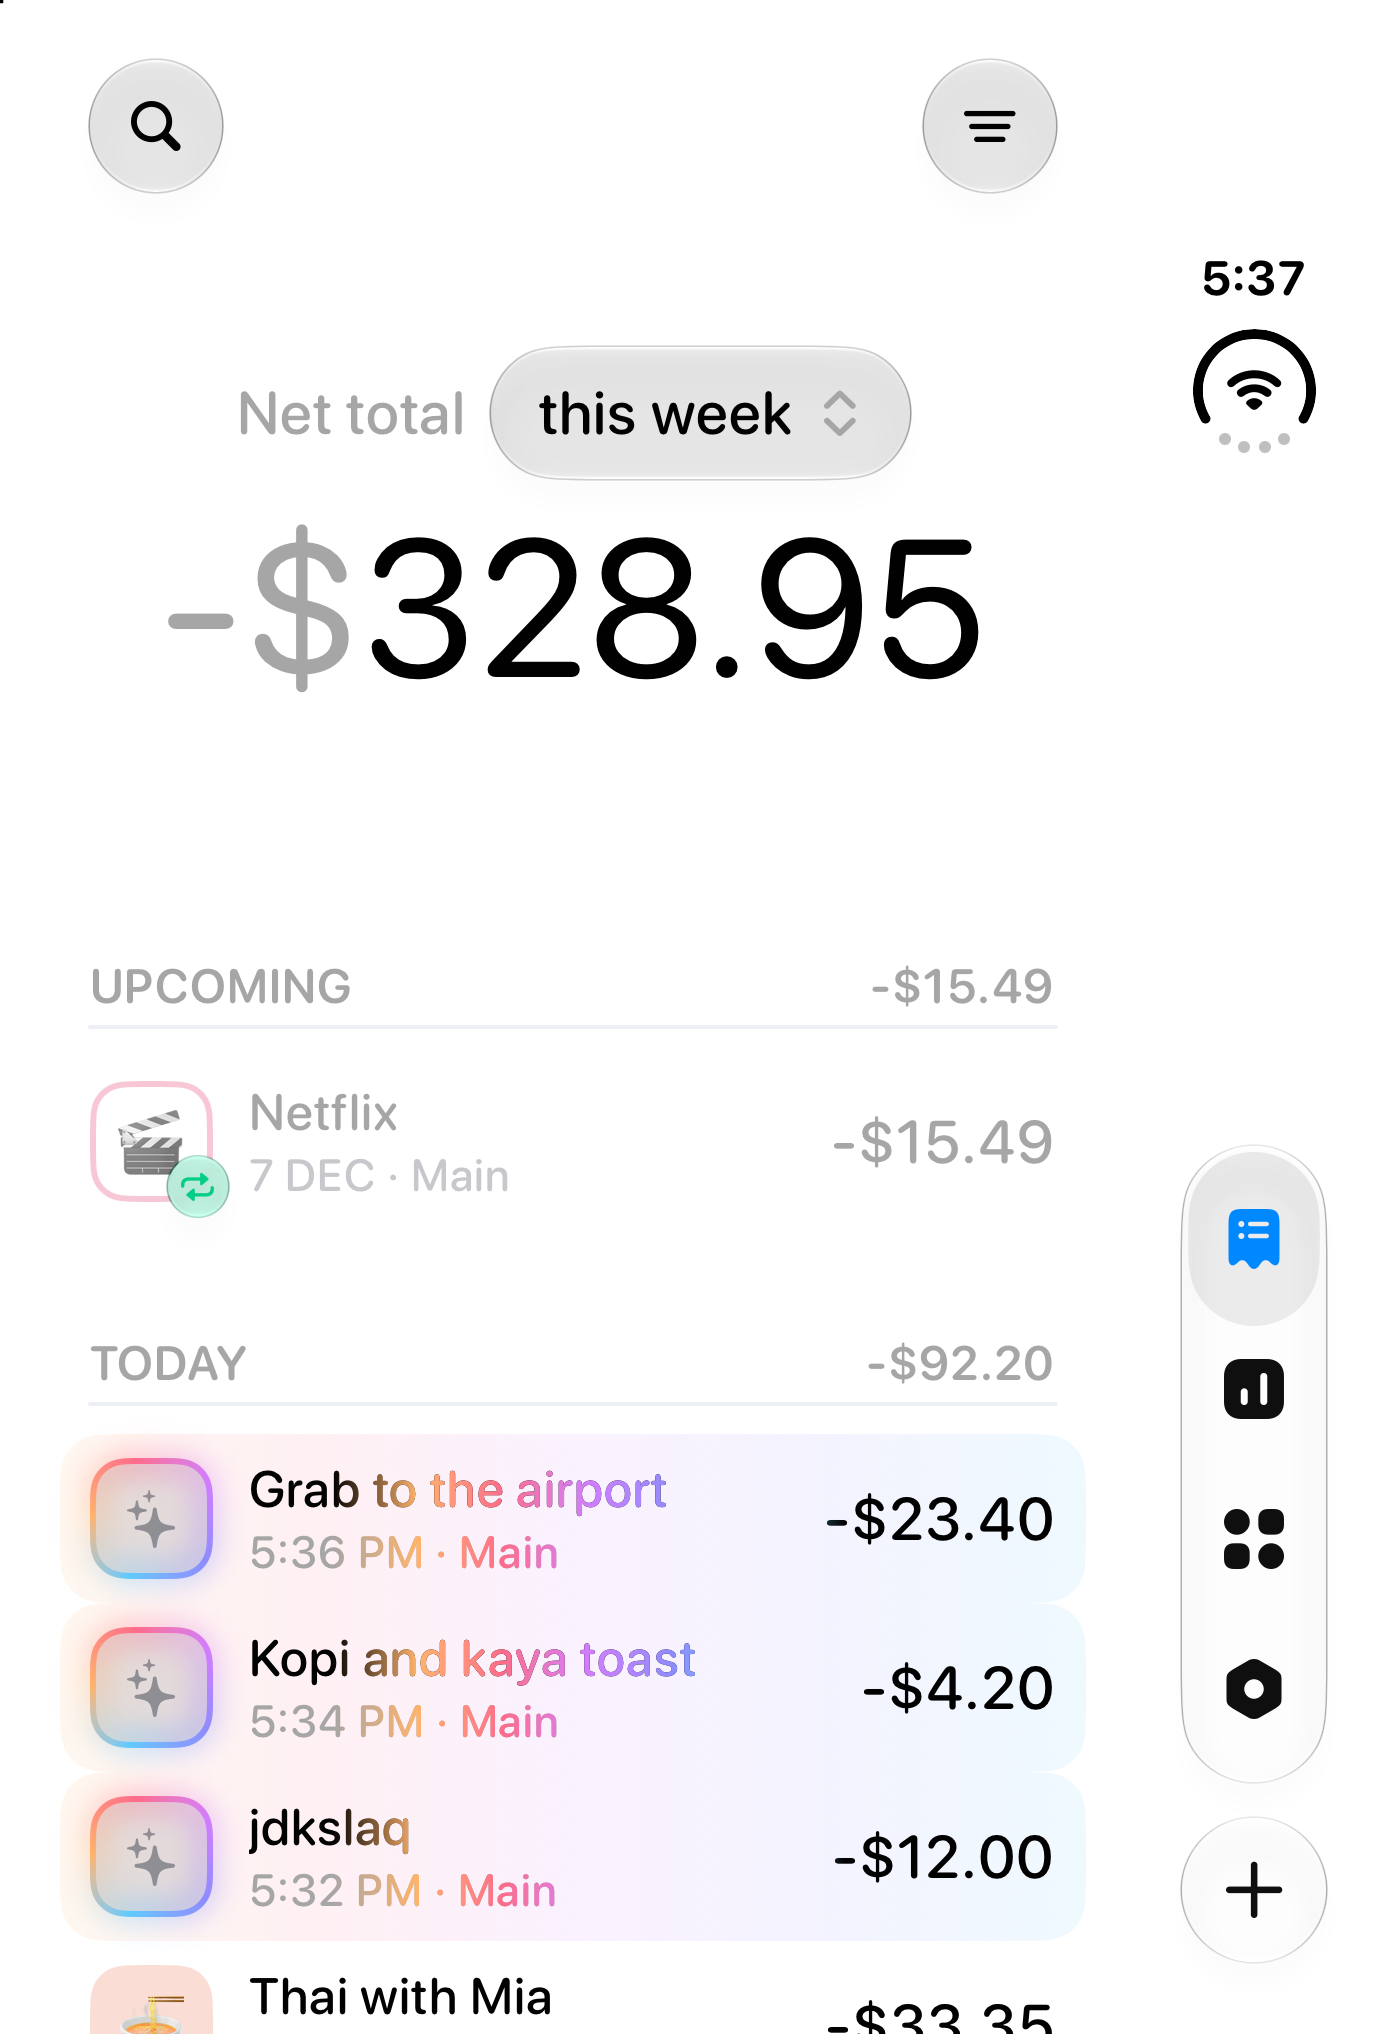 5:37
Net total this week
-$328.95
UPCOMING -$15.49
Netflix -$15.49
7 DEC · Main
TODAY -$92.20
Grab to the airport -$23.40
5:36 PM · Main
Kopi and kaya toast -$4.20
5:34 PM · Main
jdkslaq -$12.00
5:32 PM · Main
Thai with Mia -$33.35